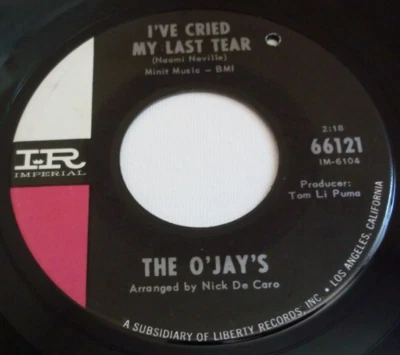 I'VE CRIED
MY LAST TEAR
(Naomi Neville)
Minit Music – BMI
2:18
66121
IM-6104
I-R
IMPERIAL
Producer:
Tom Li Puma
THE O'JAY'S
Arranged by Nick De Caro
A SUBSIDIARY OF LIBERTY RECORDS, INC • LOS ANGELES, CALIFORNIA